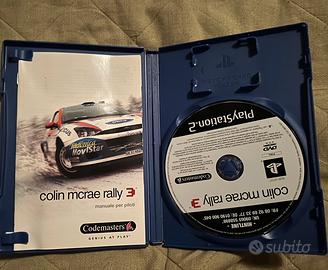 MoviStar
colin mcrae rally 3
manuale per piloti
Codemasters
GENIUS AT PLAY
PlayStation.2
colin mcrae rally 3
Codemasters
DVD
subito